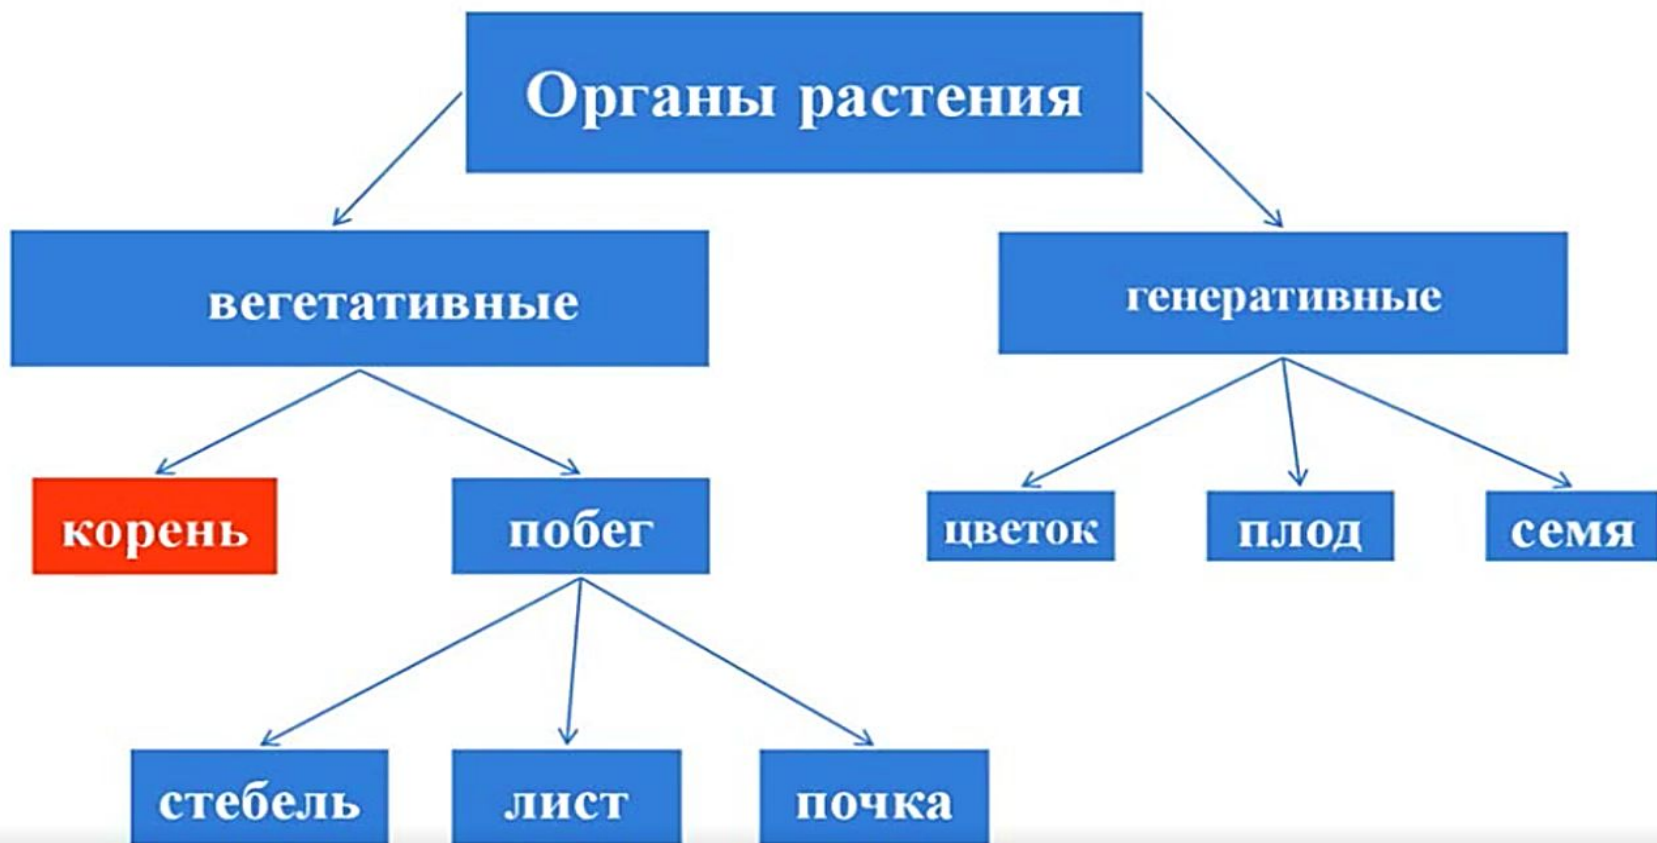 Органы растения
вегетативные
генеративные
корень
побег
цветок
плод
семя
стебель
лист
почка